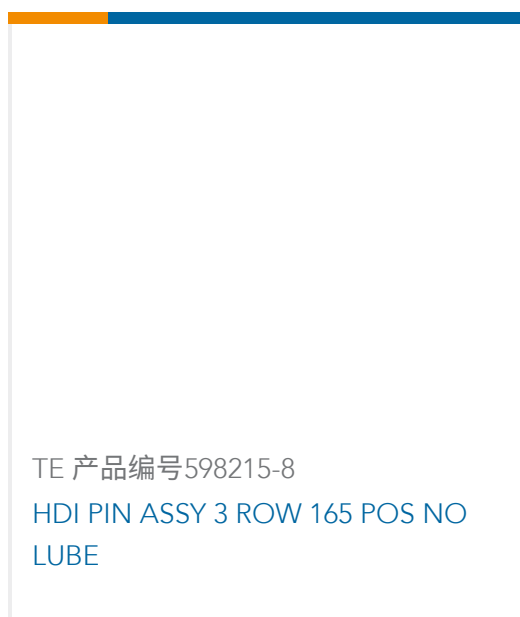 TE 产品编号598215-8
HDI PIN ASSY 3 ROW 165 POS NO
LUBE